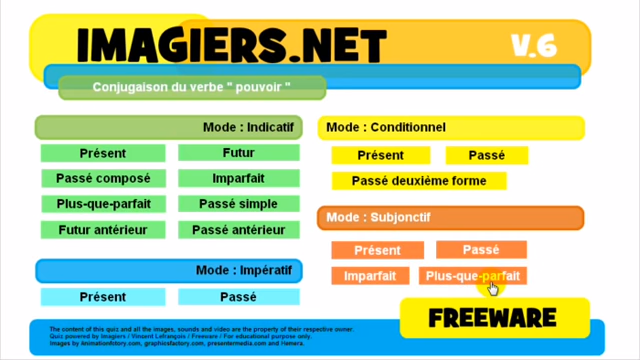 IMAGIERS.NET
V.6
Conjugaison du verbe " pouvoir "
Mode : Indicatif
Présent
Futur
Passé composé
Imparfait
Plus-que-parfait
Passé simple
Futur antérieur
Passé antérieur
Mode : Impératif
Présent
Passé
Mode : Conditionnel
Présent
Passé
Passé deuxième forme
Mode : Subjonctif
Présent
Passé
Imparfait
Plus-que-parfait
FREEWARE
The content of this quiz and all the images, sounds and video are the property of their respective owner.
Quiz powered by Imagiers / Vincent Lefrançois / Freeware / For educational purpose only.
Images by Animationfctory.com, graphicsfactory.com, presentermedia.com and Hemera.